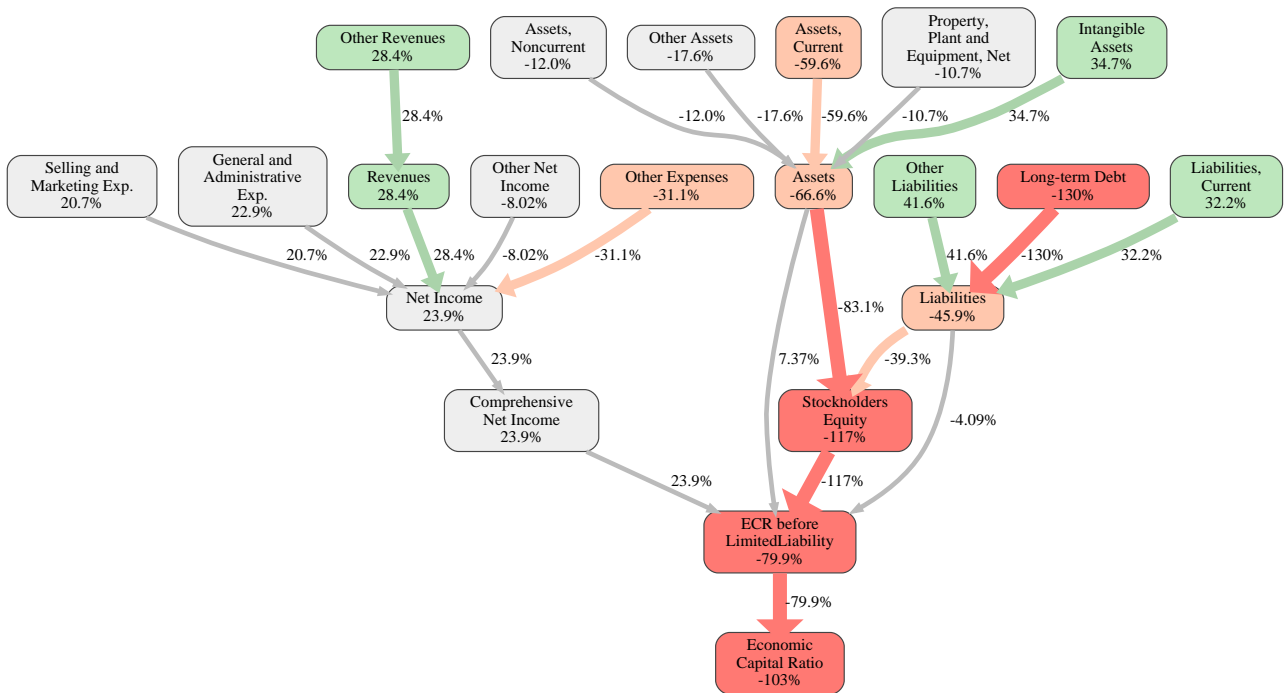 Other Revenues
28.4%
Assets,
Noncurrent
-12.0%
Other Assets
-17.6%
Assets,
Current
-59.6%
Property,
Plant and
Equipment, Net
-10.7%
Intangible
Assets
34.7%
28.4%
-12.0%
-17.6%
-59.6%
-10.7%
34.7%
Selling and
Marketing Exp.
20.7%
General and
Administrative
Exp.
22.9%
Revenues
28.4%
Other Net
Income
-8.02%
Other Expenses
-31.1%
Assets
-66.6%
Other
Liabilities
41.6%
Long-term Debt
-130%
Liabilities,
Current
32.2%
20.7%
22.9%
28.4%
-8.02%
-31.1%
41.6%
-130%
32.2%
Net Income
23.9%
-83.1%
Liabilities
-45.9%
23.9%
7.37%
-39.3%
Comprehensive
Net Income
23.9%
Stockholders
Equity
-117%
-4.09%
23.9%
-117%
ECR before
LimitedLiability
-79.9%
-79.9%
Economic
Capital Ratio
-103%